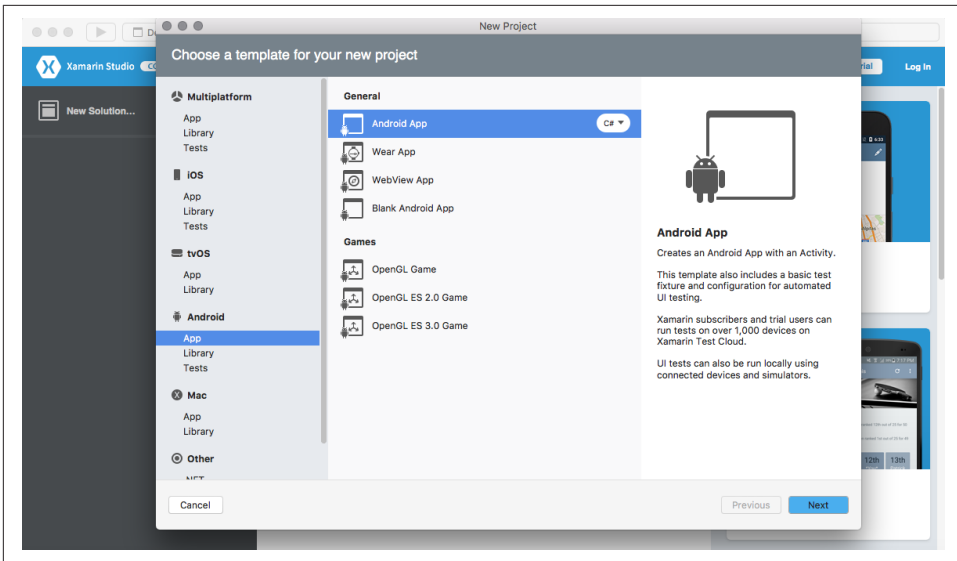 New Project
Choose a template for your new project
Xamarin Studio
Log In
New Solution...
Multiplatform
App
Library
Tests
iOS
App
Library
Tests
tvOS
App
Library
Android
App
Library
Tests
Mac
App
Library
Other
.NET
General
Android App
C#
Wear App
WebView App
Blank Android App
Games
OpenGL Game
OpenGL ES 2.0 Game
OpenGL ES 3.0 Game
Android App
Creates an Android App with an Activity.
This template also includes a basic test
fixture and configuration for automated
UI testing.
Xamarin subscribers and trial users can
run tests on over 1,000 devices on
Xamarin Test Cloud.
UI tests can also be run locally using
connected devices and simulators.
12th 13th
Cancel
Previous
Next